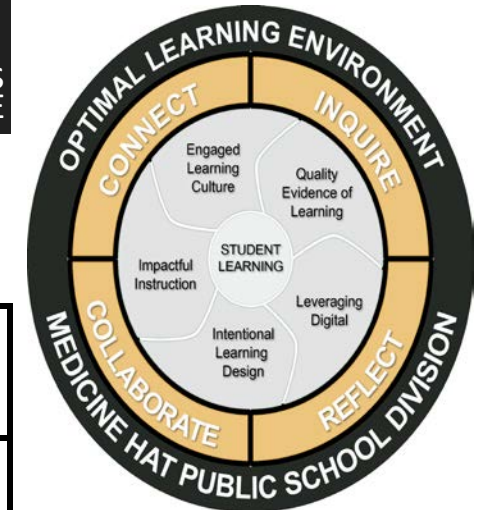 OPTIMAL LEARNING ENVIRONMENT
CONNECT
INQUIRE
Engaged
Learning
Culture
Quality
Evidence of
Learning
STUDENT
LEARNING
Impactful
Instruction
Leveraging
Digital
Intentional
Learning
Design
COLLABORATE
REFLECT
MEDICINE HAT PUBLIC SCHOOL DIVISION